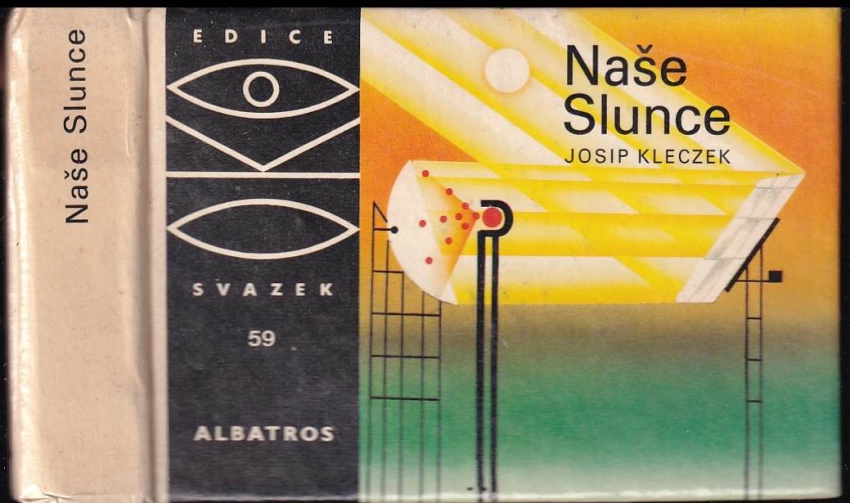 Naše Slunce
EDICE
SVAZEK
59
ALBATROS
Naše
Slunce
JOSIP KLECZEK